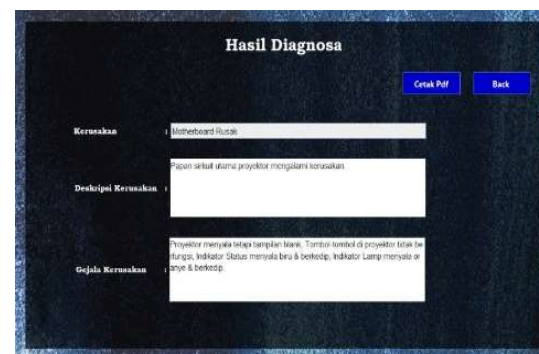 Hasil Diagnosa
Cetak Pdf Back
Kerusakan : Motherboard Rusak
Deskripsi Kerusakan : Papan sirkuit utama proyektor mengalami kerusakan.
Proyektor menyala tetapi tampilan blank, Tombol-tombol di proyektor tidak be
rfungsi, Indikator Status menyala biru & berkedip, Indikator Lamp menyala or
Gejala Kerusakan : anye & berkedip.